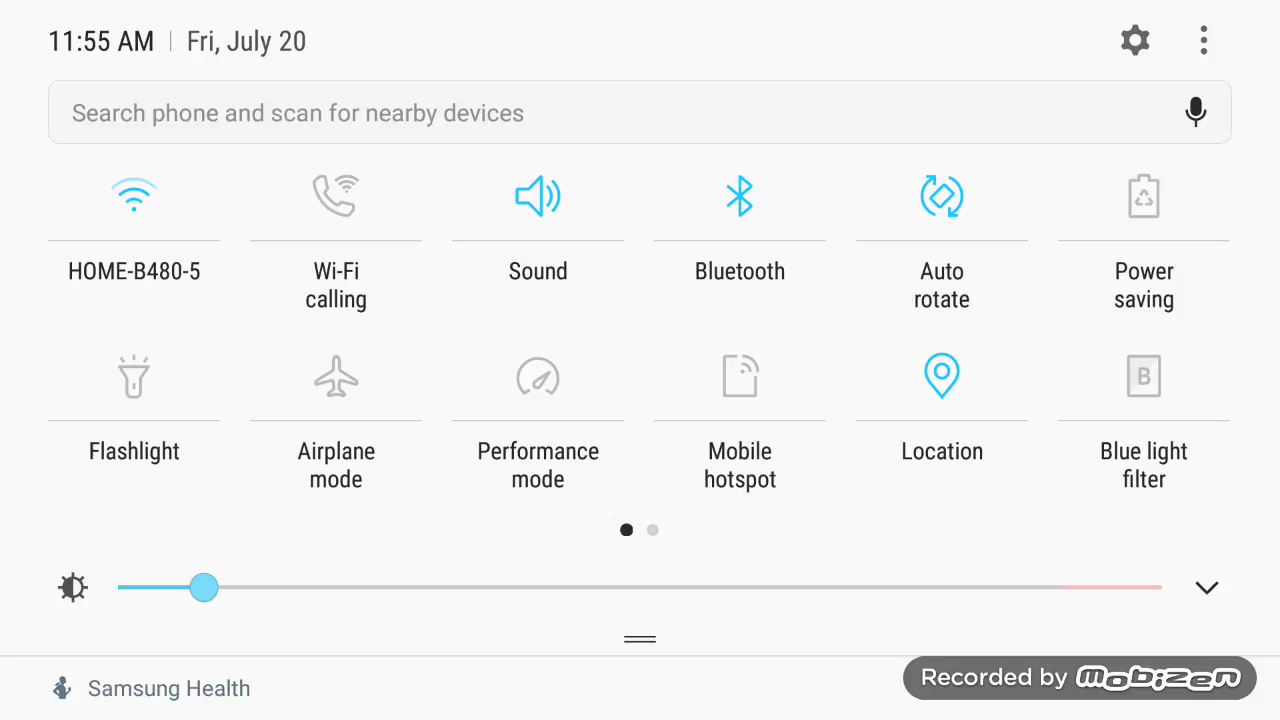 11:55 AM | Fri, July 20
Search phone and scan for nearby devices
HOME-B480-5
Wi-Fi
calling
Sound
Bluetooth
Auto
rotate
Power
saving
B
Flashlight
Airplane
mode
Performance
mode
Mobile
hotspot
Location
Blue light
filter
Samsung Health
Recorded by mobizen